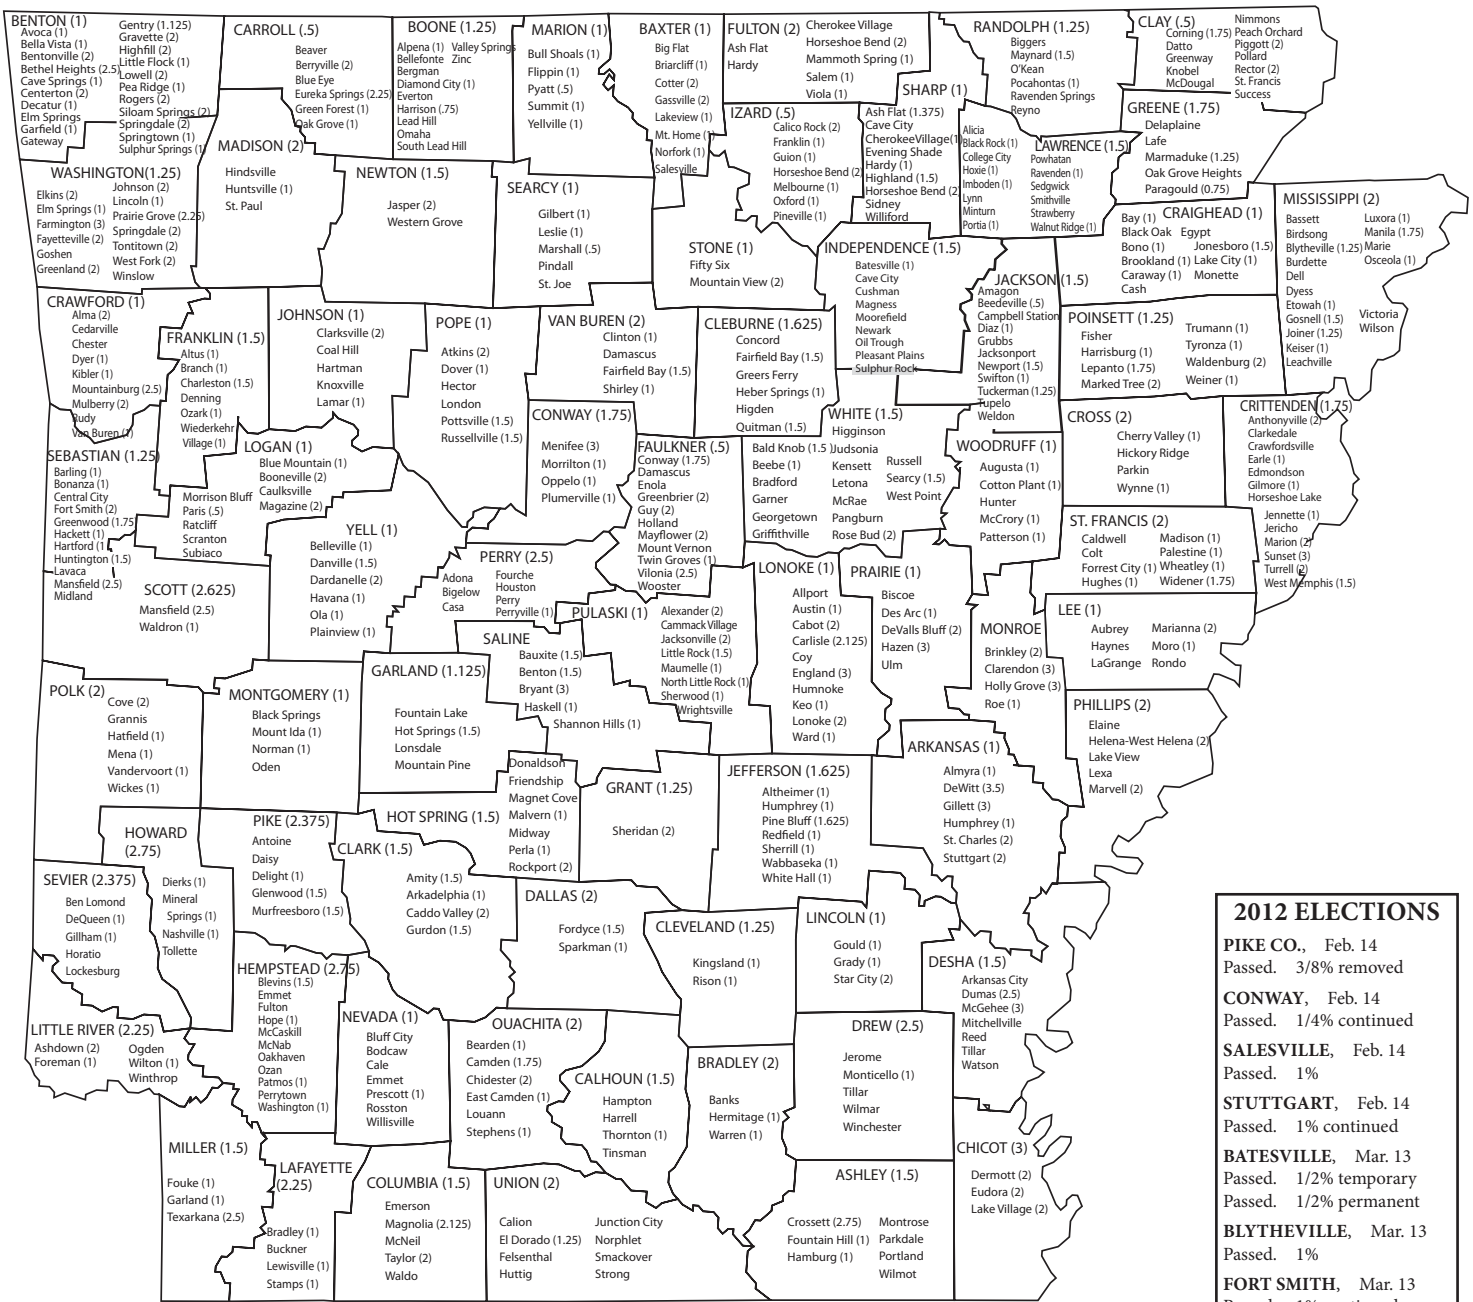 BENTON (1)
Avoca (1)
Bella Vista (1)
Bentonville (2)
Bethel Heights (2.5)
Cave Springs (1)
Centerton (2)
Decatur (1)
Elm Springs
Garfield (1)
Gateway
Gentry (1.125)
Gravette (2)
Highfill (2)
Little Flock (1)
Lowell (2)
Pea Ridge (1)
Rogers (2)
Siloam Springs (2)
Springdale (2)
Springtown (1)
Sulphur Springs (1)
CARROLL (.5)
Beaver
Berryville (2)
Blue Eye
Eureka Springs (2.25)
Green Forest (1)
Oak Grove (1)
BOONE (1.25)
Alpena (1)
Bellefonte
Bergman
Diamond City (1)
Everton
Harrison (.75)
Lead Hill
Omaha
South Lead Hill
Valley Springs
Zinc
MARION (1)
Bull Shoals (1)
Flippin (1)
Pyatt (.5)
Summit (1)
Yellville (1)
BAXTER (1)
Big Flat
Briarcliff (1)
Cotter (2)
Gassville (2)
Lakeview (1)
Mt. Home (1)
Norfork (1)
Salesville
FULTON (2)
Ash Flat
Hardy
Cherokee Village
Horseshoe Bend (2)
Mammoth Spring (1)
Salem (1)
Viola (1)
SHARP (1)
Ash Flat (1.375)
Cave City
CherokeeVillage(1)
Evening Shade
Hardy (1)
Highland (1.5)
Horseshoe Bend (2)
Sidney
Williford
RANDOLPH (1.25)
Biggers
Maynard (1.5)
O'Kean
Pocahontas (1)
Ravenden Springs
Reyno
CLAY (.5)
Corning (1.75)
Datto
Greenway
Knobel
McDougal
Nimmons
Peach Orchard
Piggott (2)
Pollard
Rector (2)
St. Francis
Success
GREENE (1.75)
Delaplaine
Lafe
Marmaduke (1.25)
Oak Grove Heights
Paragould (0.75)
IZARD (.5)
Calico Rock (2)
Franklin (1)
Guion (1)
Horseshoe Bend (2)
Melbourne (1)
Oxford (1)
Pineville (1)
LAWRENCE (1.5)
Alicia
Black Rock (1)
College City
Hoxie (1)
Imboden (1)
Lynn
Minturn
Portia (1)
Powhatan
Ravenden (1)
Sedgwick
Smithville
Strawberry
Walnut Ridge (1)
MADISON (2)
Hindsville
Huntsville (1)
St. Paul
WASHINGTON(1.25)
Elkins (2)
Elm Springs (1)
Farmington (3)
Fayetteville (2)
Goshen
Greenland (2)
Johnson (2)
Lincoln (1)
Prairie Grove (2.25)
Springdale (2)
Tontitown (2)
West Fork (2)
Winslow
NEWTON (1.5)
Jasper (2)
Western Grove
SEARCY (1)
Gilbert (1)
Leslie (1)
Marshall (.5)
Pindall
St. Joe
STONE (1)
Fifty Six
Mountain View (2)
INDEPENDENCE (1.5)
Batesville (1)
Cave City
Cushman
Magness
Moorefield
Newark
Oil Trough
Pleasant Plains
Sulphur Rock
JACKSON (1.5)
Amagon
Beedeville (.5)
Campbell Station
Diaz (1)
Grubbs
Jacksonport
Newport (1.5)
Swifton (1)
Tuckerman (1.25)
Tupelo
Weldon
CRAIGHEAD (1)
Bay (1)
Black Oak
Bono (1)
Brookland (1)
Caraway (1)
Cash
Egypt
Jonesboro (1.5)
Lake City (1)
Monette
MISSISSIPPI (2)
Bassett
Birdsong
Blytheville (1.25)
Burdette
Dell
Dyess
Etowah (1)
Gosnell (1.5)
Joiner (1.25)
Keiser (1)
Leachville
Luxora (1)
Manila (1.75)
Marie
Osceola (1)
Victoria
Wilson
CRAWFORD (1)
Alma (2)
Cedarville
Chester
Dyer (1)
Kibler (1)
Mountainburg (2.5)
Mulberry (2)
Rudy
Van Buren (1)
FRANKLIN (1.5)
Altus (1)
Branch (1)
Charleston (1.5)
Denning
Ozark (1)
Wiederkehr
Village (1)
JOHNSON (1)
Clarksville (2)
Coal Hill
Hartman
Knoxville
Lamar (1)
POPE (1)
Atkins (2)
Dover (1)
Hector
London
Pottsville (1.5)
Russellville (1.5)
VAN BUREN (2)
Clinton (1)
Damascus
Fairfield Bay (1.5)
Shirley (1)
CLEBURNE (1.625)
Concord
Fairfield Bay (1.5)
Greers Ferry
Heber Springs (1)
Higden
Quitman (1.5)
POINSETT (1.25)
Fisher
Harrisburg (1)
Lepanto (1.75)
Marked Tree (2)
Trumann (1)
Tyronza (1)
Waldenburg (2)
Weiner (1)
CONWAY (1.75)
Menifee (3)
Morrilton (1)
Oppelo (1)
Plumerville (1)
FAULKNER (.5)
Conway (1.75)
Damascus
Enola
Greenbrier (2)
Guy (2)
Holland
Mayflower (2)
Mount Vernon
Twin Groves (1)
Vilonia (2.5)
Wooster
WHITE (1.5)
Higginson
Bald Knob (1.5)
Beebe (1)
Bradford
Garner
Georgetown
Griffithville
Judsonia
Kensett
Letona
McRae
Pangburn
Rose Bud (2)
Russell
Searcy (1.5)
West Point
WOODRUFF (1)
Augusta (1)
Cotton Plant (1)
Hunter
McCrory (1)
Patterson (1)
CROSS (2)
Cherry Valley (1)
Hickory Ridge
Parkin
Wynne (1)
CRITTENDEN (1.75)
Anthonyville (2)
Clarkedale
Crawfordsville
Earle (1)
Edmondson
Gilmore (1)
Horseshoe Lake
Jennette (1)
Jericho
Marion (2)
Sunset (3)
Turrell (2)
West Memphis (1.5)
SEBASTIAN (1.25)
Barling (1)
Bonanza (1)
Central City
Fort Smith (2)
Greenwood (1.75)
Hackett (1)
Hartford (1)
Huntington (1.5)
Lavaca
Mansfield (2.5)
Midland
LOGAN (1)
Blue Mountain (1)
Booneville (2)
Caulksville
Magazine (2)
Morrison Bluff
Paris (.5)
Ratcliff
Scranton
Subiaco
YELL (1)
Belleville (1)
Danville (1.5)
Dardanelle (2)
Havana (1)
Ola (1)
Plainview (1)
PERRY (2.5)
Adona
Bigelow
Casa
Fourche
Houston
Perry
Perryville (1)
ST. FRANCIS (2)
Caldwell
Colt
Forrest City (1)
Hughes (1)
Madison (1)
Palestine (1)
Wheatley (1)
Widener (1.75)
SCOTT (2.625)
Mansfield (2.5)
Waldron (1)
LONOKE (1)
Allport
Austin (1)
Cabot (2)
Carlisle (2.125)
Coy
England (3)
Humnoke
Keo (1)
Lonoke (2)
Ward (1)
PRAIRIE (1)
Biscoe
Des Arc (1)
DeValls Bluff (2)
Hazen (3)
Ulm
LEE (1)
Aubrey
Haynes
LaGrange
Marianna (2)
Moro (1)
Rondo
PULASKI (1)
Alexander (2)
Cammack Village
Jacksonville (2)
Little Rock (1.5)
Maumelle (1)
North Little Rock (1)
Sherwood (1)
Wrightsville
SALINE
Bauxite (1.5)
Benton (1.5)
Bryant (3)
Haskell (1)
Shannon Hills (1)
MONROE
Brinkley (2)
Clarendon (3)
Holly Grove (3)
Roe (1)
GARLAND (1.125)
Fountain Lake
Hot Springs (1.5)
Lonsdale
Mountain Pine
POLK (2)
Cove (2)
Grannis
Hatfield (1)
Mena (1)
Vandervoort (1)
Wickes (1)
MONTGOMERY (1)
Black Springs
Mount Ida (1)
Norman (1)
Oden
PHILLIPS (2)
Elaine
Helena-West Helena (2)
Lake View
Lexa
Marvell (2)
ARKANSAS (1)
Almyra (1)
DeWitt (3.5)
Gillett (3)
Humphrey (1)
St. Charles (2)
Stuttgart (2)
JEFFERSON (1.625)
Altheimer (1)
Humphrey (1)
Pine Bluff (1.625)
Redfield (1)
Sherrill (1)
Wabbaseka (1)
White Hall (1)
GRANT (1.25)
Sheridan (2)
HOT SPRING (1.5)
Donaldson
Friendship
Magnet Cove
Malvern (1)
Midway
Perla (1)
Rockport (2)
HOWARD
(2.75)
Dierks (1)
Mineral
Springs (1)
Nashville (1)
Tollette
PIKE (2.375)
Antoine
Daisy
Delight (1)
Glenwood (1.5)
Murfreesboro (1.5)
CLARK (1.5)
Amity (1.5)
Arkadelphia (1)
Caddo Valley (2)
Gurdon (1.5)
SEVIER (2.375)
Ben Lomond
DeQueen (1)
Gillham (1)
Horatio
Lockesburg
DALLAS (2)
Fordyce (1.5)
Sparkman (1)
CLEVELAND (1.25)
Kingsland (1)
Rison (1)
LINCOLN (1)
Gould (1)
Grady (1)
Star City (2)
DESHA (1.5)
Arkansas City
Dumas (2.5)
McGehee (3)
Mitchellville
Reed
Tillar
Watson
HEMPSTEAD (2.75)
Blevins (1.5)
Emmet
Fulton
Hope (1)
McCaskill
McNab
Oakhaven
Ozan
Patmos (1)
Perrytown
Washington (1)
LITTLE RIVER (2.25)
Ashdown (2)
Foreman (1)
Ogden
Wilton (1)
Winthrop
NEVADA (1)
Bluff City
Bodcaw
Cale
Emmet
Prescott (1)
Rosston
Willisville
OUACHITA (2)
Bearden (1)
Camden (1.75)
Chidester (2)
East Camden (1)
Louann
Stephens (1)
CALHOUN (1.5)
Hampton
Harrell
Thornton (1)
Tinsman
BRADLEY (2)
Banks
Hermitage (1)
Warren (1)
DREW (2.5)
Jerome
Monticello (1)
Tillar
Wilmar
Winchester
MILLER (1.5)
Fouke (1)
Garland (1)
Texarkana (2.5)
LAFAYETTE
(2.25)
Bradley (1)
Buckner
Lewisville (1)
Stamps (1)
COLUMBIA (1.5)
Emerson
Magnolia (2.125)
McNeil
Taylor (2)
Waldo
UNION (2)
Calion
El Dorado (1.25)
Felsenthal
Huttig
Junction City
Norphlet
Smackover
Strong
ASHLEY (1.5)
Crossett (2.75)
Fountain Hill (1)
Hamburg (1)
Montrose
Parkdale
Portland
Wilmot
CHICOT (3)
Dermott (2)
Eudora (2)
Lake Village (2)
2012 ELECTIONS
PIKE CO., Feb. 14
Passed. 3/8% removed
CONWAY, Feb. 14
Passed. 1/4% continued
SALESVILLE, Feb. 14
Passed. 1%
STUTTGART, Feb. 14
Passed. 1% continued
BATESVILLE, Mar. 13
Passed. 1/2% temporary
Passed. 1/2% permanent
BLYTHEVILLE, Mar. 13
Passed. 1%
FORT SMITH, Mar. 13